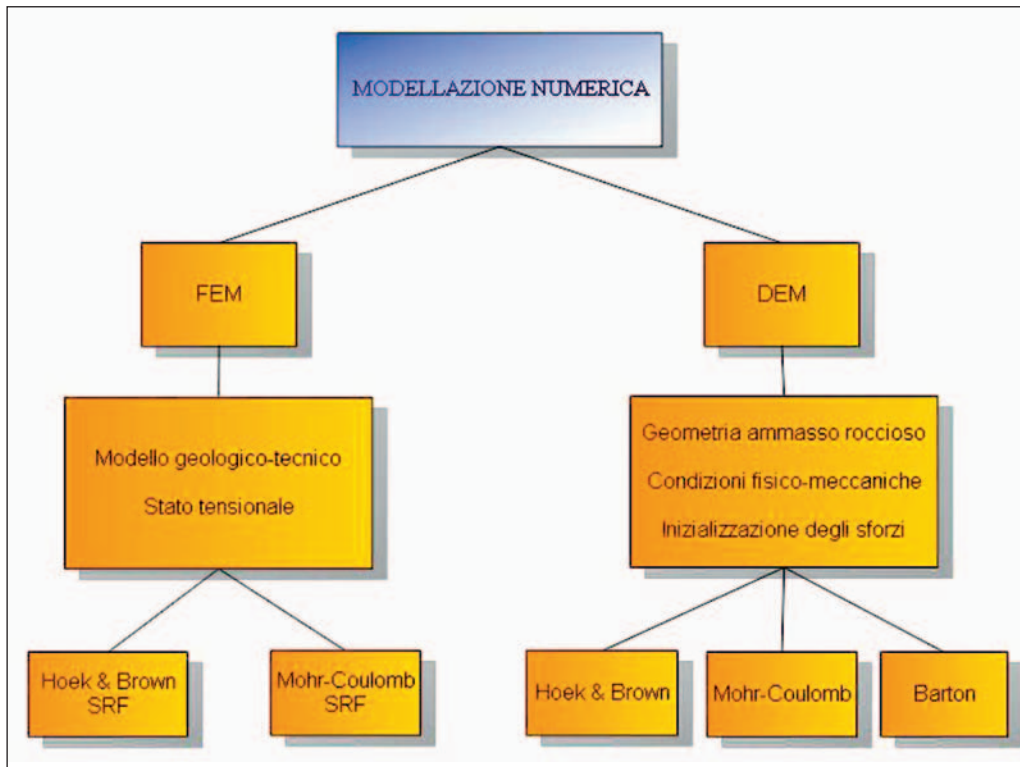 MODELLAZIONE NUMERICA
FEM
DEM
Modello geologico-tecnico
Stato tensionale
Geometria ammasso roccioso
Condizioni fisico-meccaniche
Inizializzazione degli sforzi
Hoek & Brown
SRF
Mohr-Coulomb
SRF
Hoek & Brown
Mohr-Coulomb
Barton